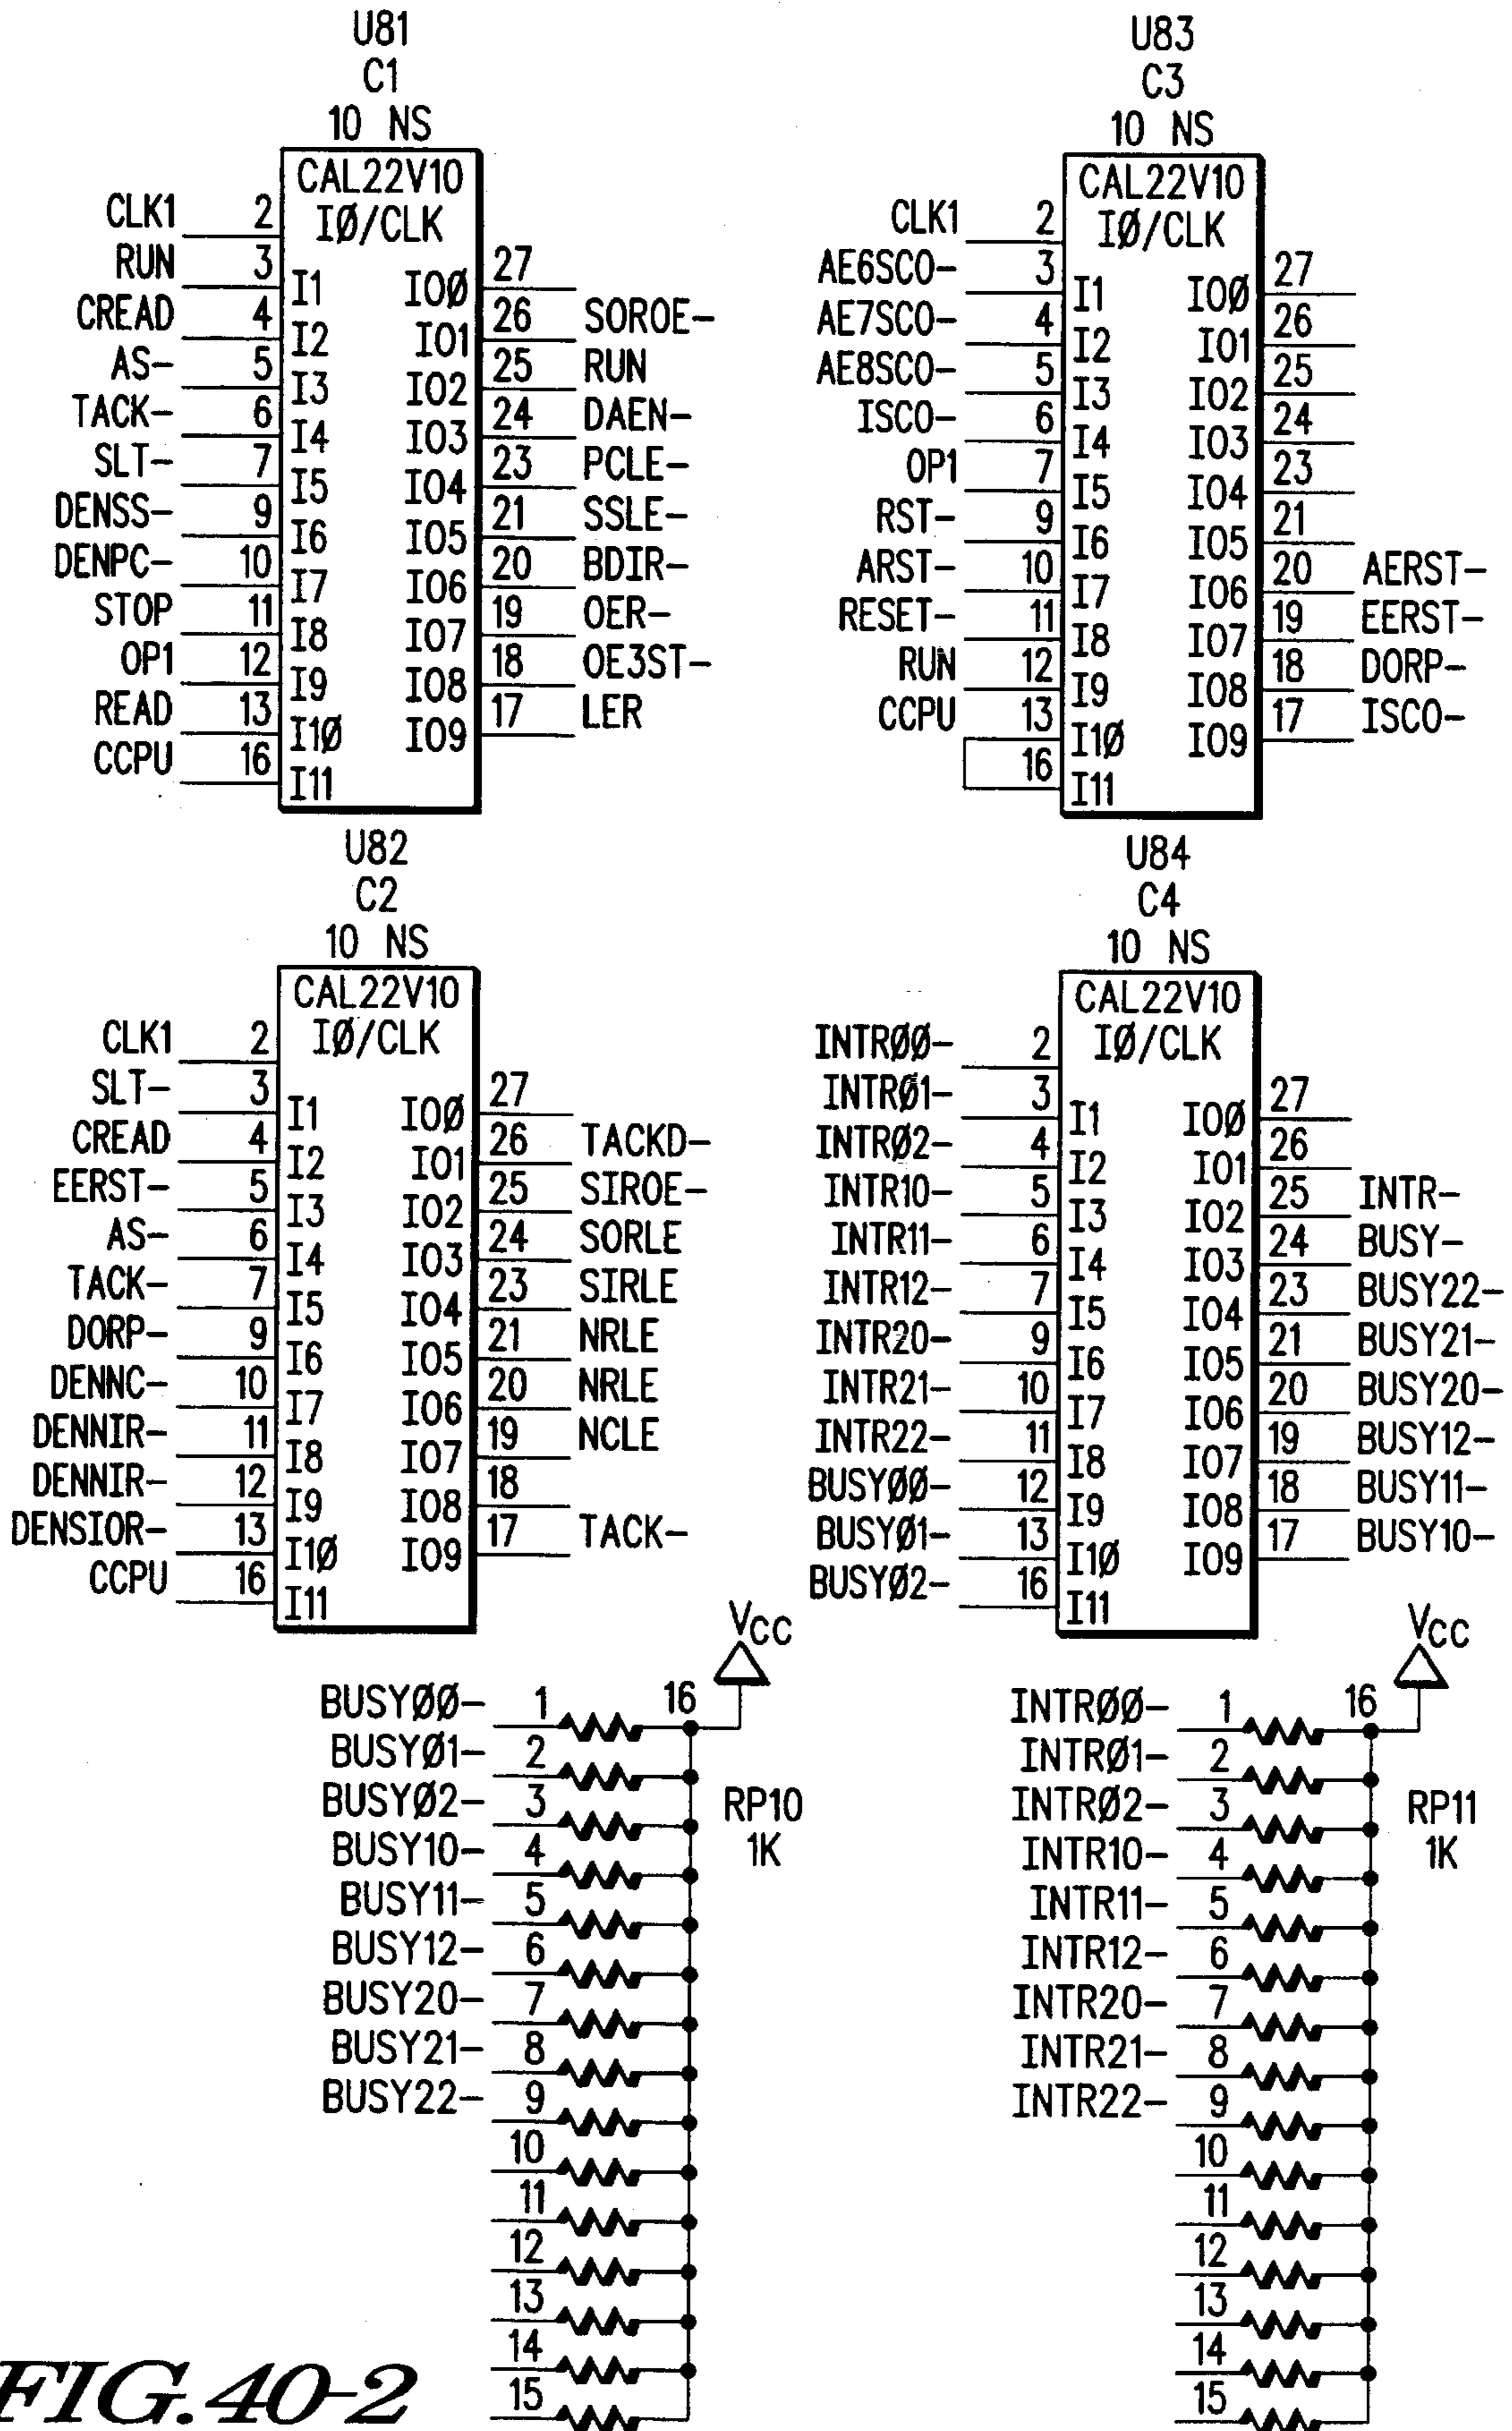 U81
C1
10 NS
CAL22V10
IØ/CLK
CLK1 2
RUN 3 I1 IOØ 27
CREAD 4 I2 IO1 26 SOROE-
AS- 5 I3 IO2 25 RUN
TACK- 6 I4 IO3 24 DAEN-
SLT- 7 I5 IO4 23 PCLE-
DENSS- 9 I6 IO5 21 SSLE-
DENPC- 10 I7 IO6 20 BDIR-
STOP 11 I8 IO7 19 OER-
OP1 12 I9 IO8 18 OE3ST-
READ 13 I1Ø IO9 17 LER
CCPU 16 I11
U83
C3
10 NS
CAL22V10
IØ/CLK
CLK1 2
AE6SCO- 3 I1 IOØ 27
AE7SCO- 4 I2 IO1 26
AE8SCO- 5 I3 IO2 25
ISCO- 6 I4 IO3 24
OP1 7 I5 IO4 23
RST- 9 I6 IO5 21
ARST- 10 I7 IO6 20 AERST-
RESET- 11 I8 IO7 19 EERST-
RUN 12 I9 IO8 18 DORP-
CCPU 13 I1Ø IO9 17 ISCO-
16 I11
U82
C2
10 NS
CAL22V10
IØ/CLK
CLK1 2
SLT- 3 I1 IOØ 27
CREAD 4 I2 IO1 26 TACKD-
EERST- 5 I3 IO2 25 SIROE-
AS- 6 I4 IO3 24 SORLE
TACK- 7 I5 IO4 23 SIRLE
DORP- 9 I6 IO5 21 NRLE
DENNC- 10 I7 IO6 20 NRLE
DENNIR- 11 I8 IO7 19 NCLE
DENNIR- 12 I9 IO8 18
DENSIOR- 13 I1Ø IO9 17 TACK-
CCPU 16 I11
U84
C4
10 NS
CAL22V10
IØ/CLK
INTRØØ- 2
INTRØ1- 3 I1 IOØ 27
INTRØ2- 4 I2 IO1 26
INTR10- 5 I3 IO2 25 INTR-
INTR11- 6 I4 IO3 24 BUSY-
INTR12- 7 I5 IO4 23 BUSY22-
INTR20- 9 I6 IO5 21 BUSY21-
INTR21- 10 I7 IO6 20 BUSY20-
INTR22- 11 I8 IO7 19 BUSY12-
BUSYØØ- 12 I9 IO8 18 BUSY11-
BUSYØ1- 13 I1Ø IO9 17 BUSY10-
BUSYØ2- 16 I11
VCC
BUSYØØ- 1 16
BUSYØ1- 2
BUSYØ2- 3
BUSY10- 4
BUSY11- 5
BUSY12- 6
BUSY20- 7
BUSY21- 8
BUSY22- 9
10
11
12
13
14
15
RP10
1K
VCC
INTRØØ- 1 16
INTRØ1- 2
INTRØ2- 3
INTR10- 4
INTR11- 5
INTR12- 6
INTR20- 7
INTR21- 8
INTR22- 9
10
11
12
13
14
15
RP11
1K
FIG.40-2